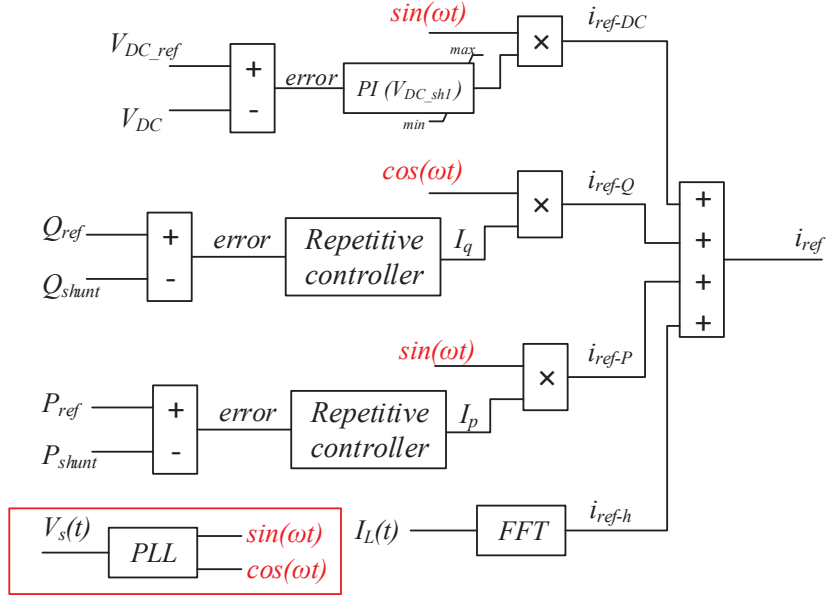 sin(ωt)
i_ref-DC
V_DC_ref
+
error
PI (V_DC_sh1)
max
min
×
-
V_DC
cos(ωt)
i_ref-Q
Q_ref
+
error
Repetitive
controller
I_q
×
-
Q_shunt
+
+
+
+
i_ref
sin(ωt)
i_ref-P
P_ref
+
error
Repetitive
controller
I_p
×
-
P_shunt
V_s(t)
PLL
sin(ωt)
cos(ωt)
I_L(t)
FFT
i_ref-h